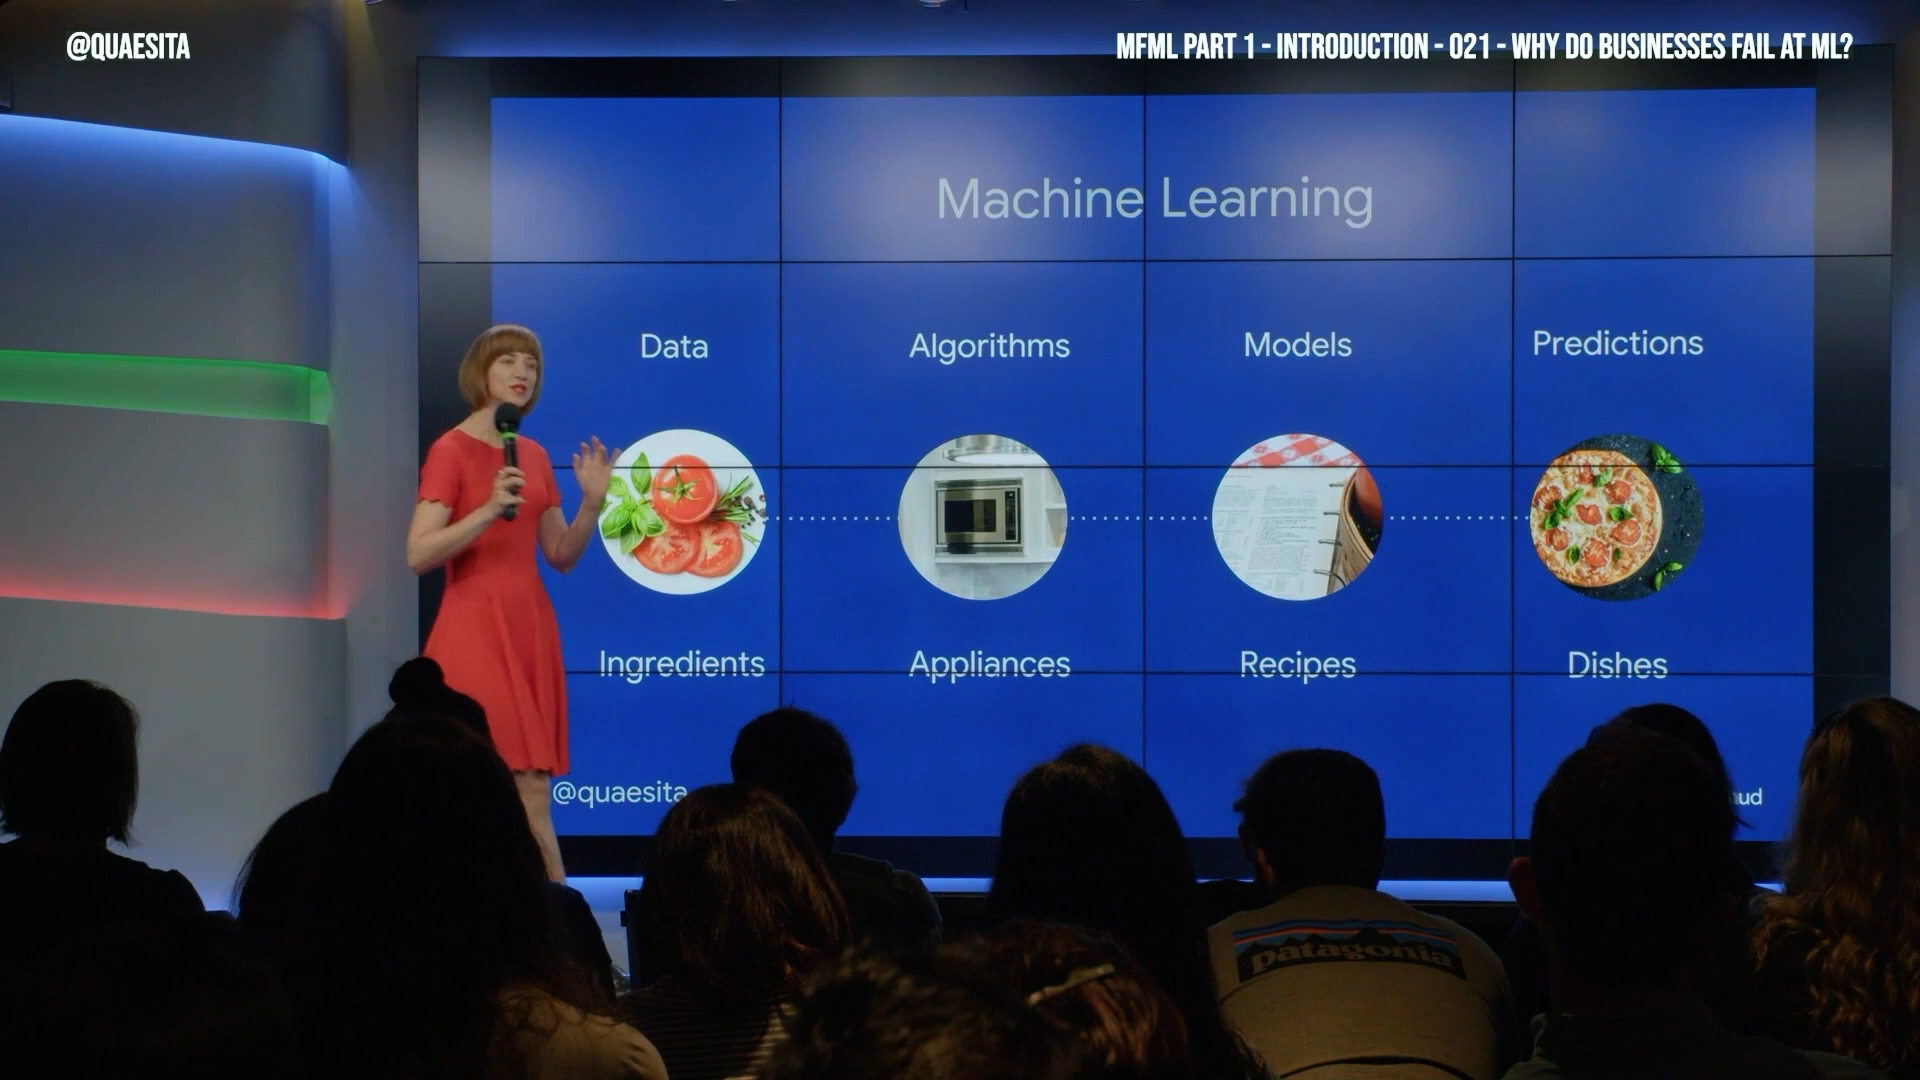 @QUAESITA
MFML PART 1 - INTRODUCTION - 021 - WHY DO BUSINESSES FAIL AT ML?
Machine Learning
Data
Algorithms
Models
Predictions
Ingredients
Appliances
Recipes
Dishes
@quaesita
patagonia